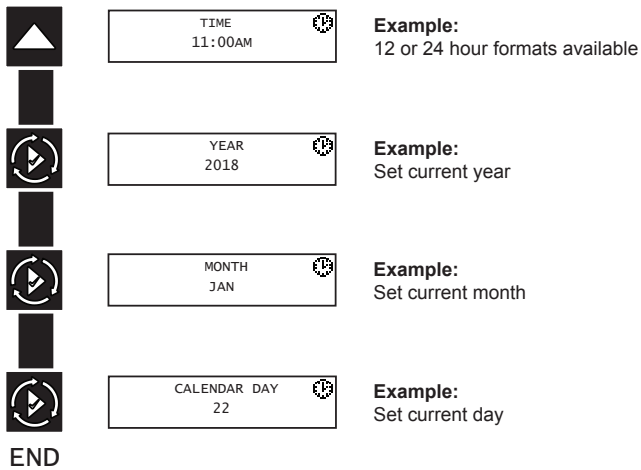 TIME
11:00AM
Example:
12 or 24 hour formats available
YEAR
2018
Example:
Set current year
MONTH
JAN
Example:
Set current month
CALENDAR DAY
22
Example:
Set current day
END